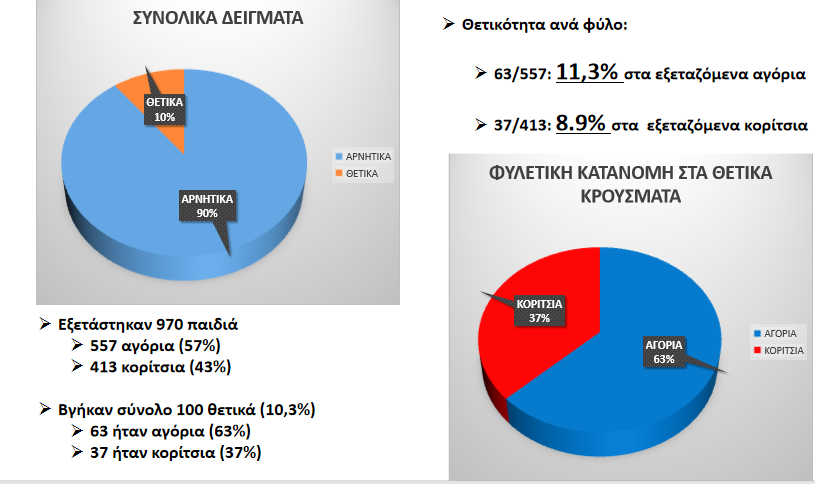 ΣΥΝΟΛΙΚΑ ΔΕΙΓΜΑΤΑ
ΘΕΤΙΚΑ
10%
ΑΡΝΗΤΙΚΑ
90%
ΑΡΝΗΤΙΚΑ
ΘΕΤΙΚΑ
➢ Εξετάστηκαν 970 παιδιά
➢ 557 αγόρια (57%)
➢ 413 κορίτσια (43%)
➢ Βγήκαν σύνολο 100 θετικά (10,3%)
➢ 63 ήταν αγόρια (63%)
➢ 37 ήταν κορίτσια (37%)
➢ Θετικότητα ανά φύλο:
➢ 63/557: 11,3% στα εξεταζόμενα αγόρια
➢ 37/413: 8.9% στα εξεταζόμενα κορίτσια
ΦΥΛΕΤΙΚΗ ΚΑΤΑΝΟΜΗ ΣΤΑ ΘΕΤΙΚΑ
ΚΡΟΥΣΜΑΤΑ
ΚΟΡΙΤΣΙΑ
37%
ΑΓΟΡΙΑ
63%
ΑΓΟΡΙΑ
ΚΟΡΙΤΣΙΑ